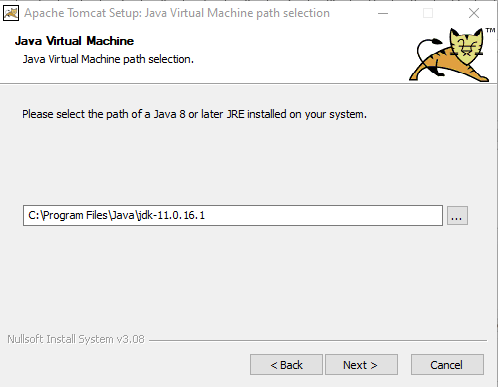 Apache Tomcat Setup: Java Virtual Machine path selection
Java Virtual Machine
Java Virtual Machine path selection.
TM
Please select the path of a Java 8 or later JRE installed on your system.
C:\Program Files\Java\jdk-11.0.16.1
...
Nullsoft Install System v3.08
< Back
Next >
Cancel